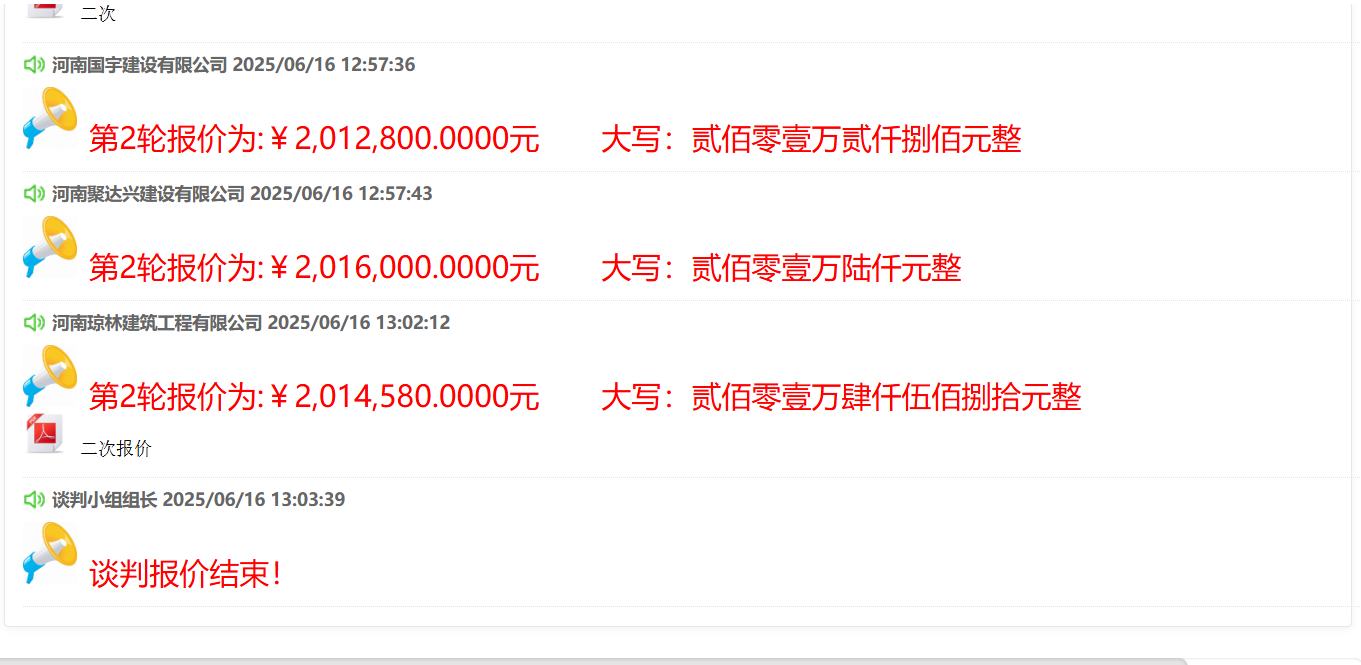 二次
河南国宇建设有限公司 2025/06/16 12:57:36
第2轮报价为:￥2,012,800.0000元 大写：贰佰零壹万贰仟捌佰元整
河南聚达兴建设有限公司 2025/06/16 12:57:43
第2轮报价为:￥2,016,000.0000元 大写：贰佰零壹万陆仟元整
河南琼林建筑工程有限公司 2025/06/16 13:02:12
第2轮报价为:￥2,014,580.0000元 大写：贰佰零壹万肆仟伍佰捌拾元整
二次报价
谈判小组组长 2025/06/16 13:03:39
谈判报价结束！